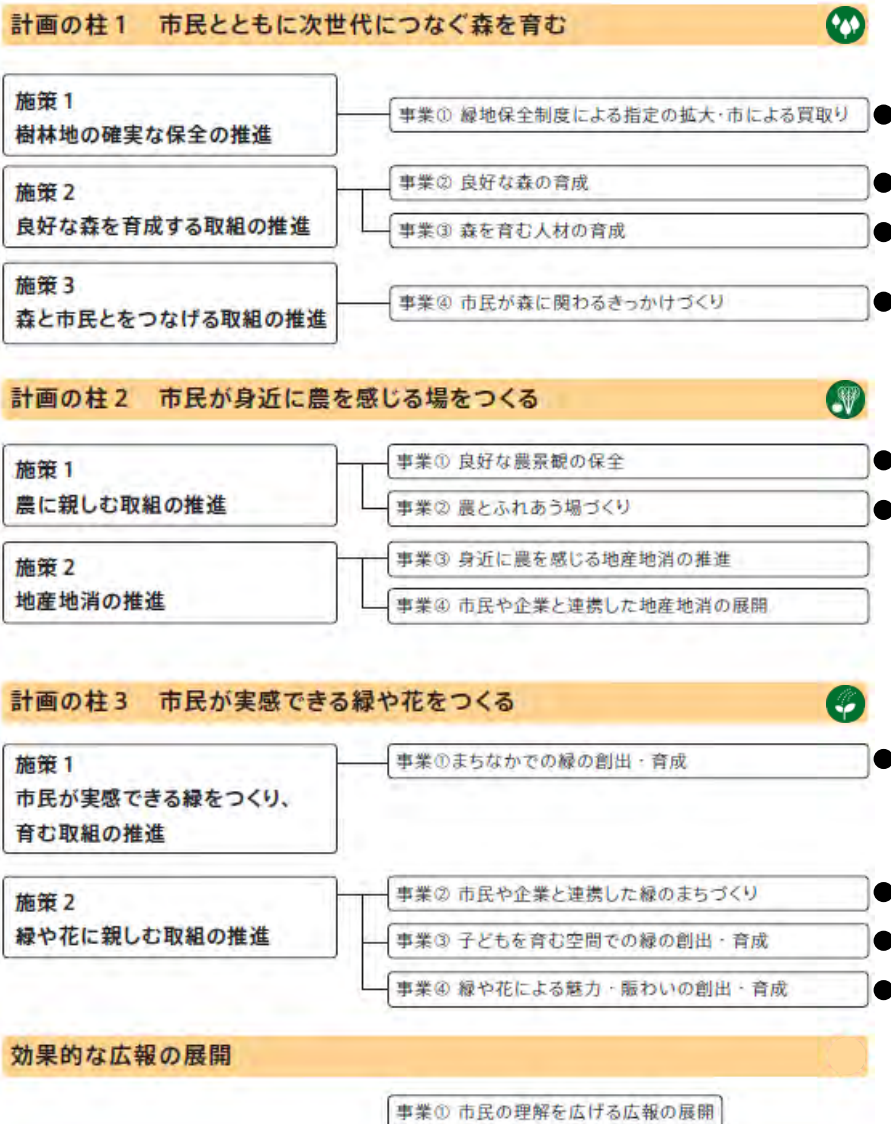 計画の柱1 市民とともに次世代につなぐ森を育む
施策1
樹林地の確実な保全の推進
事業① 緑地保全制度による指定の拡大・市による買取り
施策2
良好な森を育成する取組の推進
事業② 良好な森の育成
事業③ 森を育む人材の育成
施策3
森と市民とをつなげる取組の推進
事業④ 市民が森に関わるきっかけづくり
計画の柱2 市民が身近に農を感じる場をつくる
施策1
農に親しむ取組の推進
事業① 良好な農景観の保全
事業② 農とふれあう場づくり
施策2
地産地消の推進
事業③ 身近に農を感じる地産地消の推進
事業④ 市民や企業と連携した地産地消の展開
計画の柱3 市民が実感できる緑や花をつくる
施策1
市民が実感できる緑をつくり、
育む取組の推進
事業①まちなかでの緑の創出・育成
施策2
緑や花に親しむ取組の推進
事業② 市民や企業と連携した緑のまちづくり
事業③ 子どもを育む空間での緑の創出・育成
事業④ 緑や花による魅力・賑わいの創出・育成
効果的な広報の展開
事業① 市民の理解を広げる広報の展開